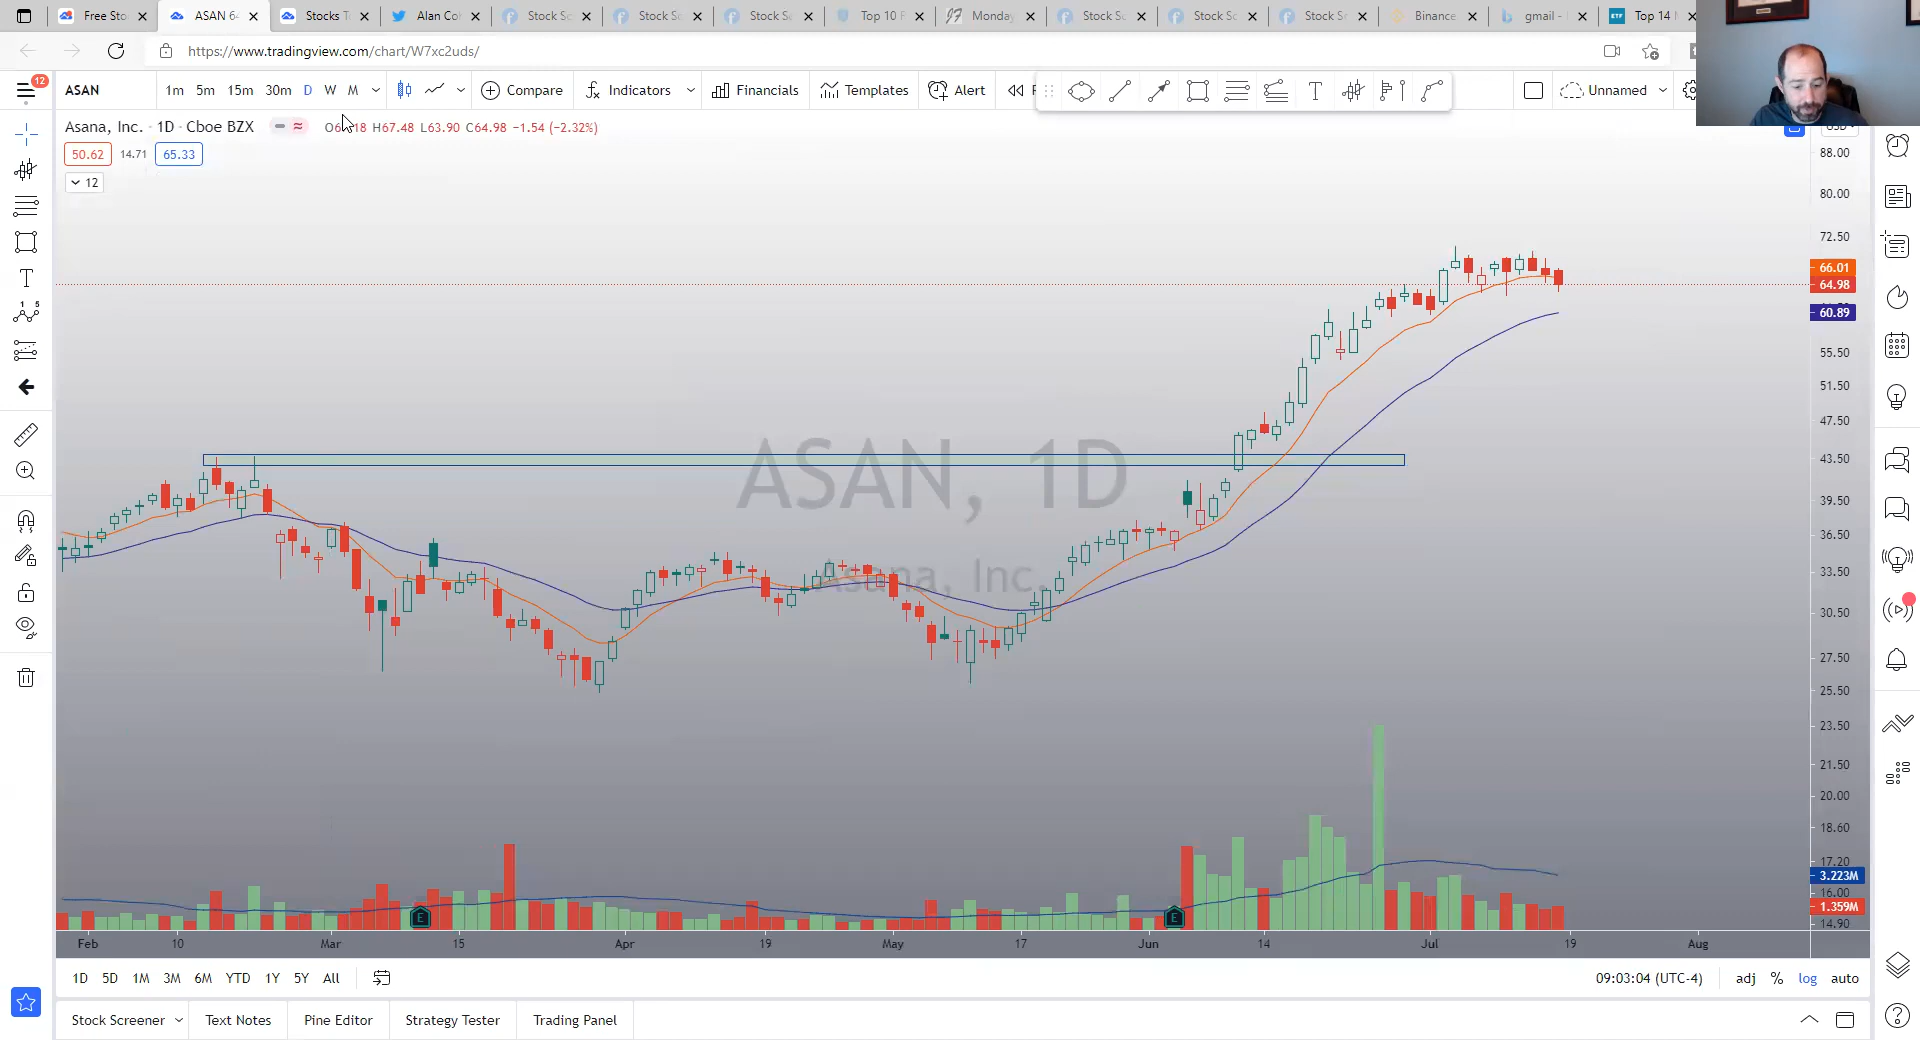 Free Sto
ASAN 64
Stocks T
Alan Col
Stock Sc
Stock Sc
Stock Se
Top 10 F
Monday
Stock Su
Stock Sc
Stock Sr
Binance
gmail -
ETF
Top 14
https://www.tradingview.com/chart/W7xc2uds/
12
ASAN
1m 5m 15m 30m D W M
Compare
Indicators
Financials
Templates
Alert
Unnamed
Asana, Inc. · 1D · Cboe BZX
H67.48 L63.90 C64.98 −1.54 (−2.32%)
50.62 14.71 65.33
12
88.00
80.00
72.50
66.01
64.98
60.89
55.50
51.50
47.50
43.50
39.50
36.50
33.50
30.50
27.50
25.50
23.50
21.50
20.00
18.60
17.20
3.223M
16.00
1.359M
14.90
ASAN, 1D
Asana, Inc.
E E
Feb 10 Mar 15 Apr 19 May 17 Jun 14 Jul 19 Aug
1D 5D 1M 3M 6M YTD 1Y 5Y All
09:03:04 (UTC-4)
adj % log auto
Stock Screener
Text Notes
Pine Editor
Strategy Tester
Trading Panel